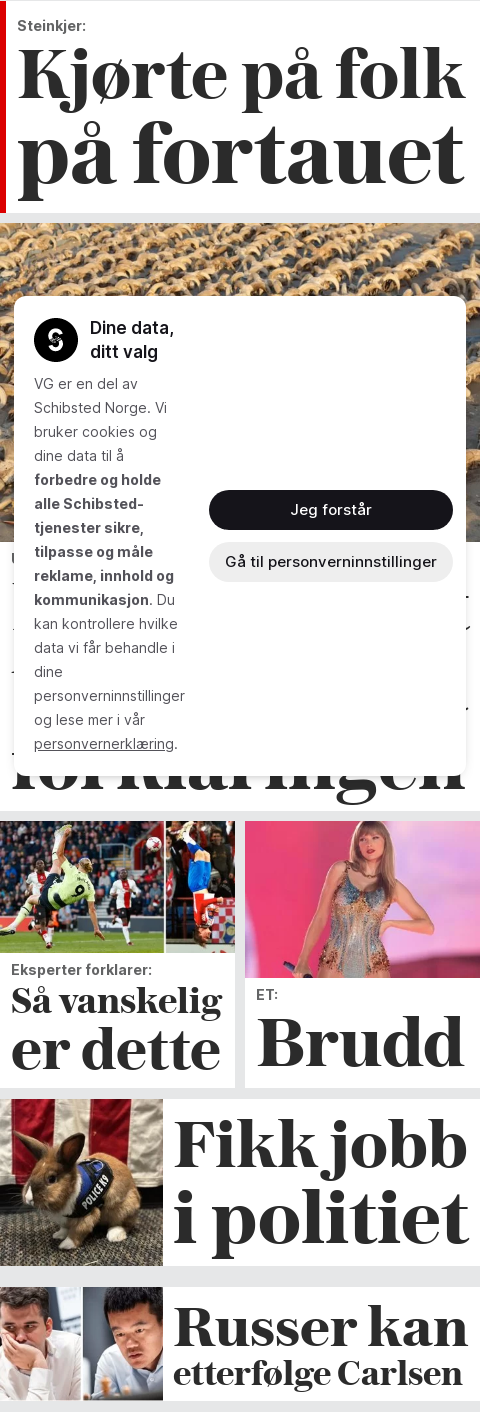 Steinkjer:
Kjørte på folk
på fortauet
Dine data,
ditt valg
VG er en del av
Schibsted Norge. Vi
bruker cookies og
dine data til å
forbedre og holde
alle Schibsted-
tjenester sikre,
tilpasse og måle
reklame, innhold og
kommunikasjon. Du
kan kontrollere hvilke
data vi får behandle i
dine
personverninnstillinger
og lese mer i vår
personvernerklæring.
Jeg forstår
Gå til personverninnstillinger
forklaringen
Eksperter forklarer:
Så vanskelig
er dette
ET:
Brudd
POLICE K9
Fikk jobb
i politiet
Russer kan
etterfølge Carlsen